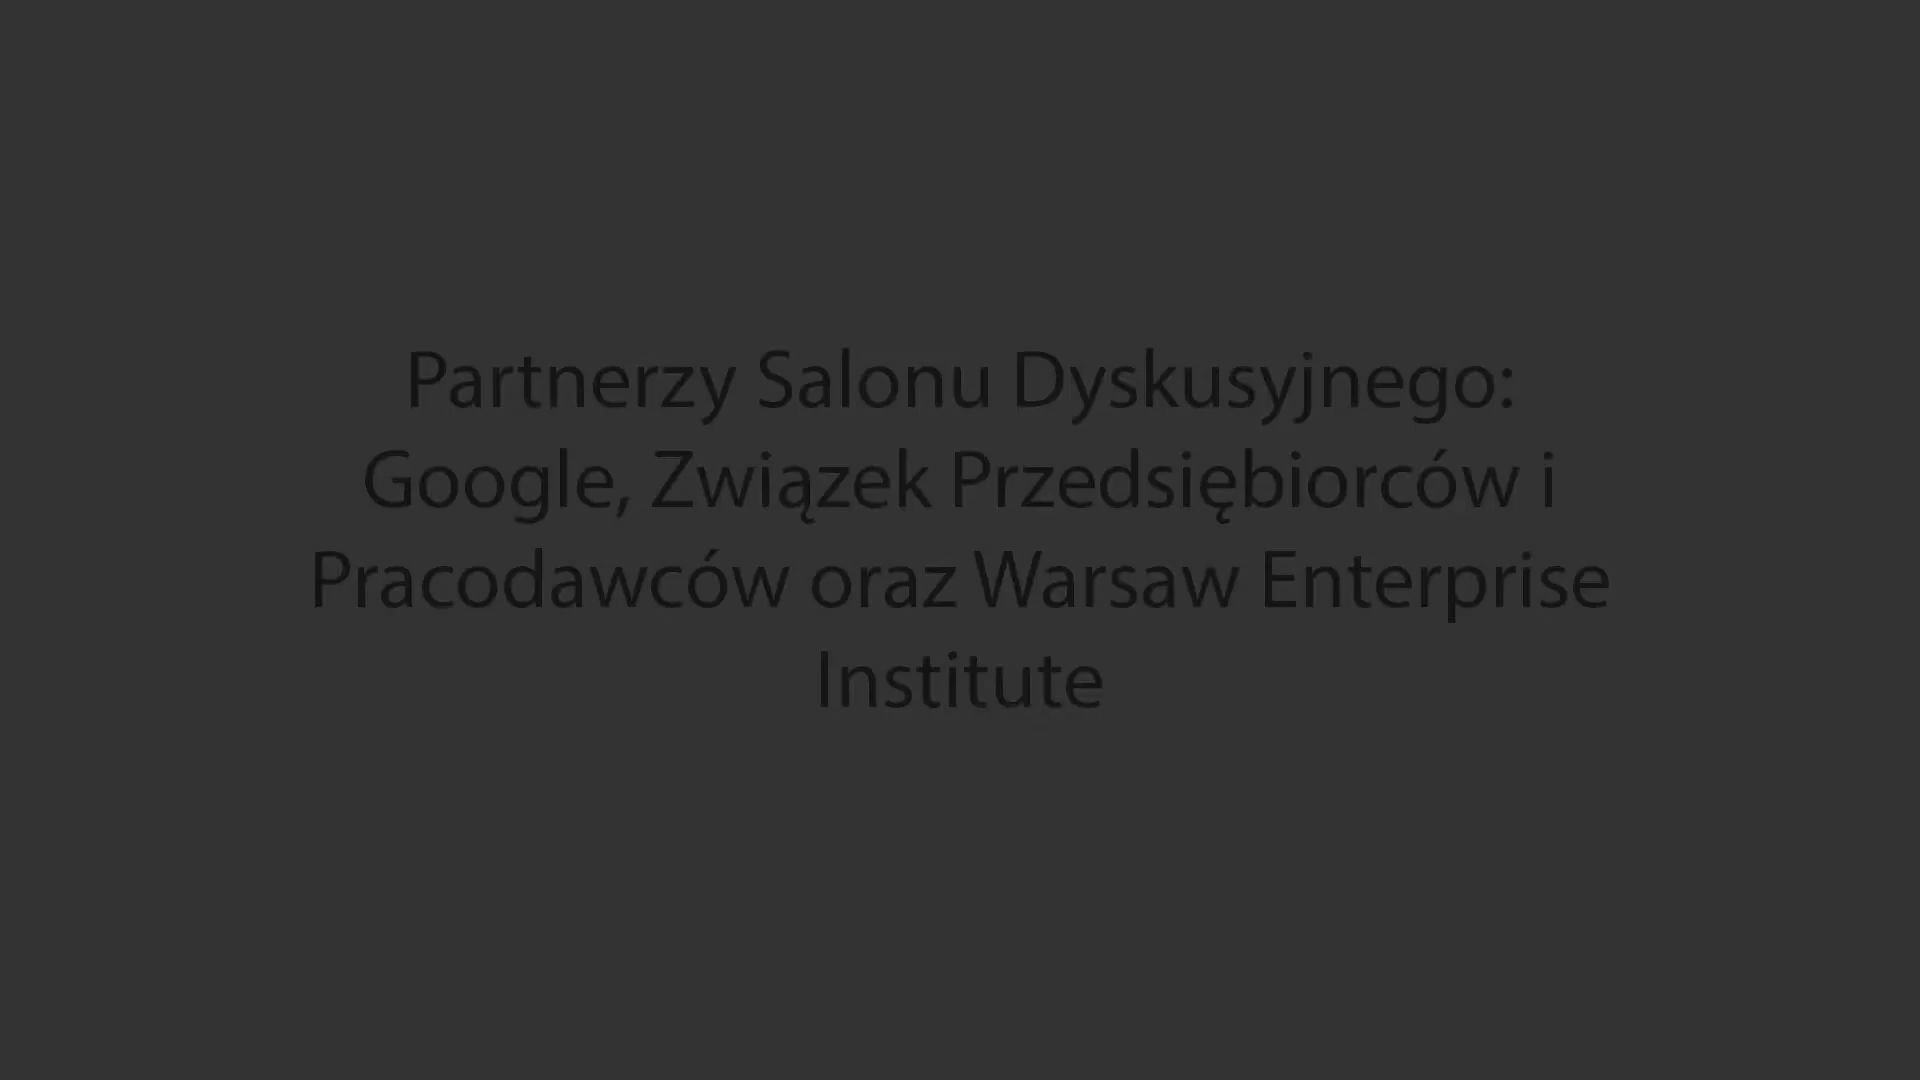 Partnerzy Salonu Dyskusyjnego:
Google, Związek Przedsiębiorców i
Pracodawców oraz Warsaw Enterprise
Institute